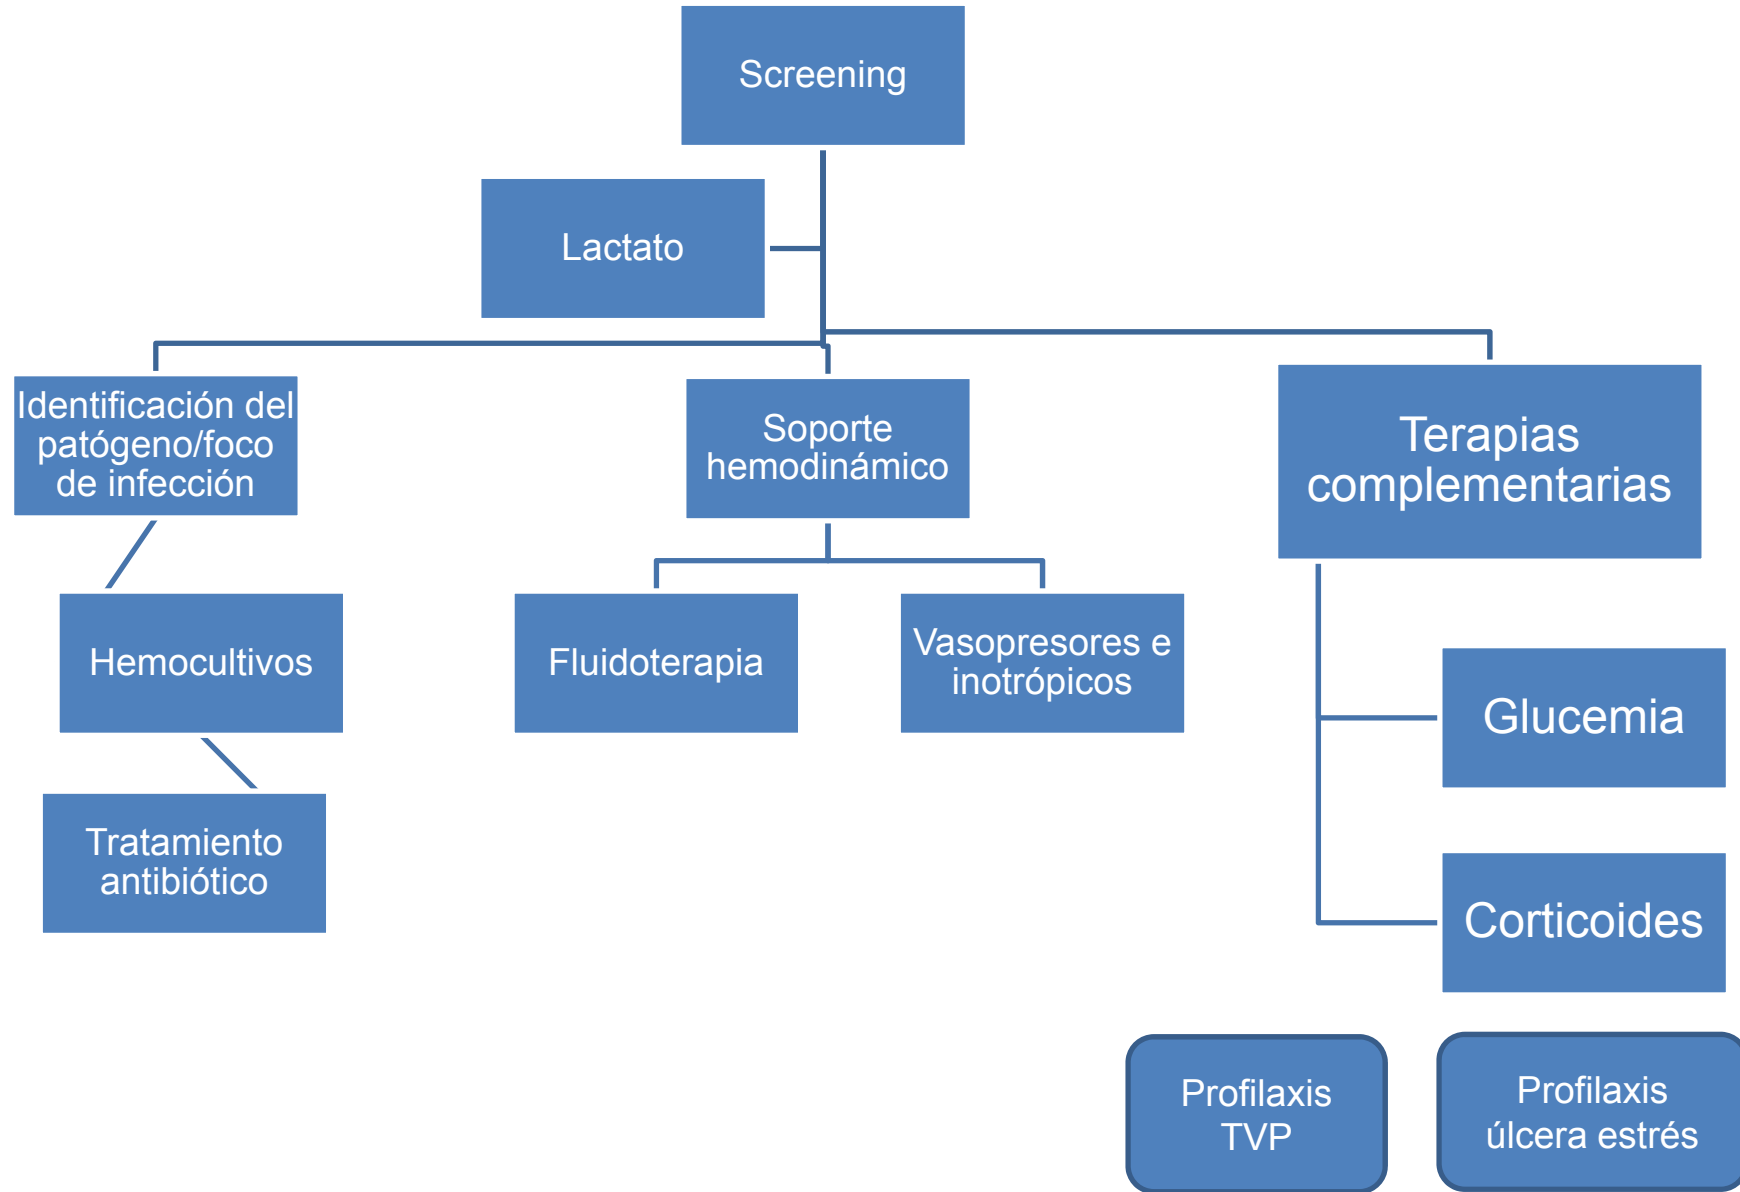 Screening
Lactato
Identificación del
patógeno/foco
de infección
Soporte
hemodinámico
Terapias
complementarias
Hemocultivos
Fluidoterapia
Vasopresores e
inotrópicos
Glucemia
Tratamiento
antibiótico
Corticoides
Profilaxis
TVP
Profilaxis
úlcera estrés